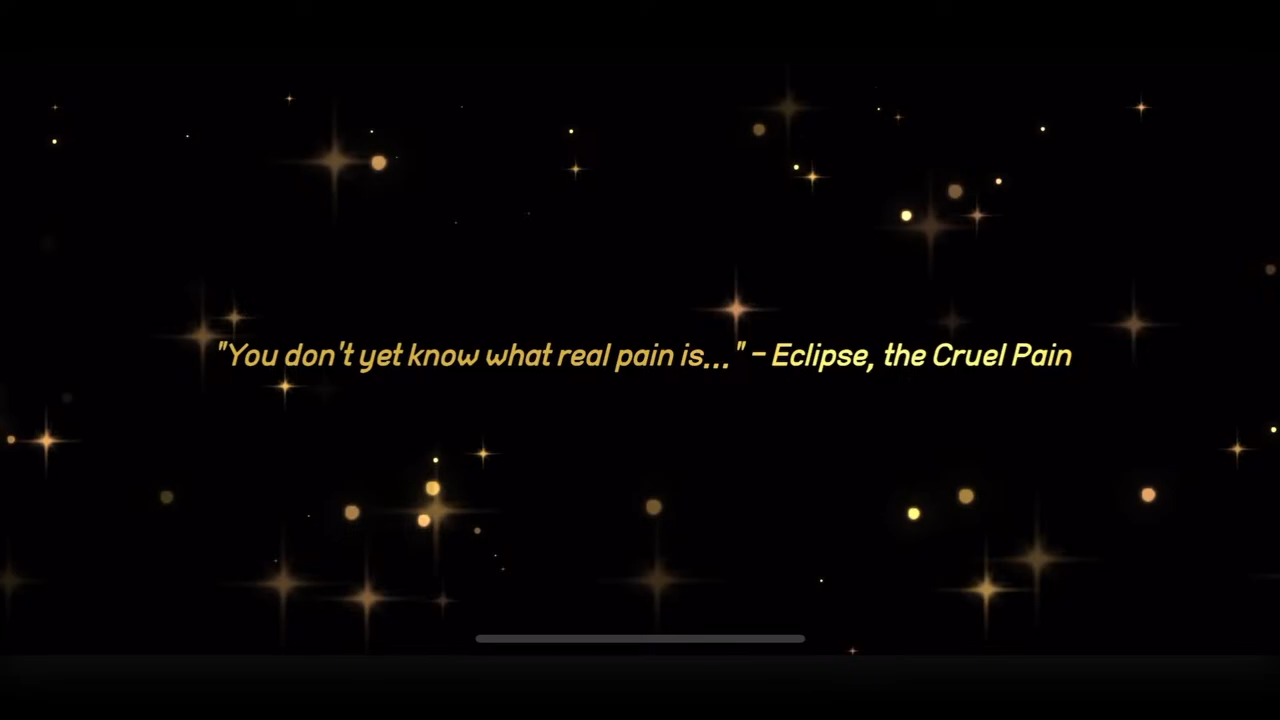 "You don't yet know what real pain is..." - Eclipse, the Cruel Pain